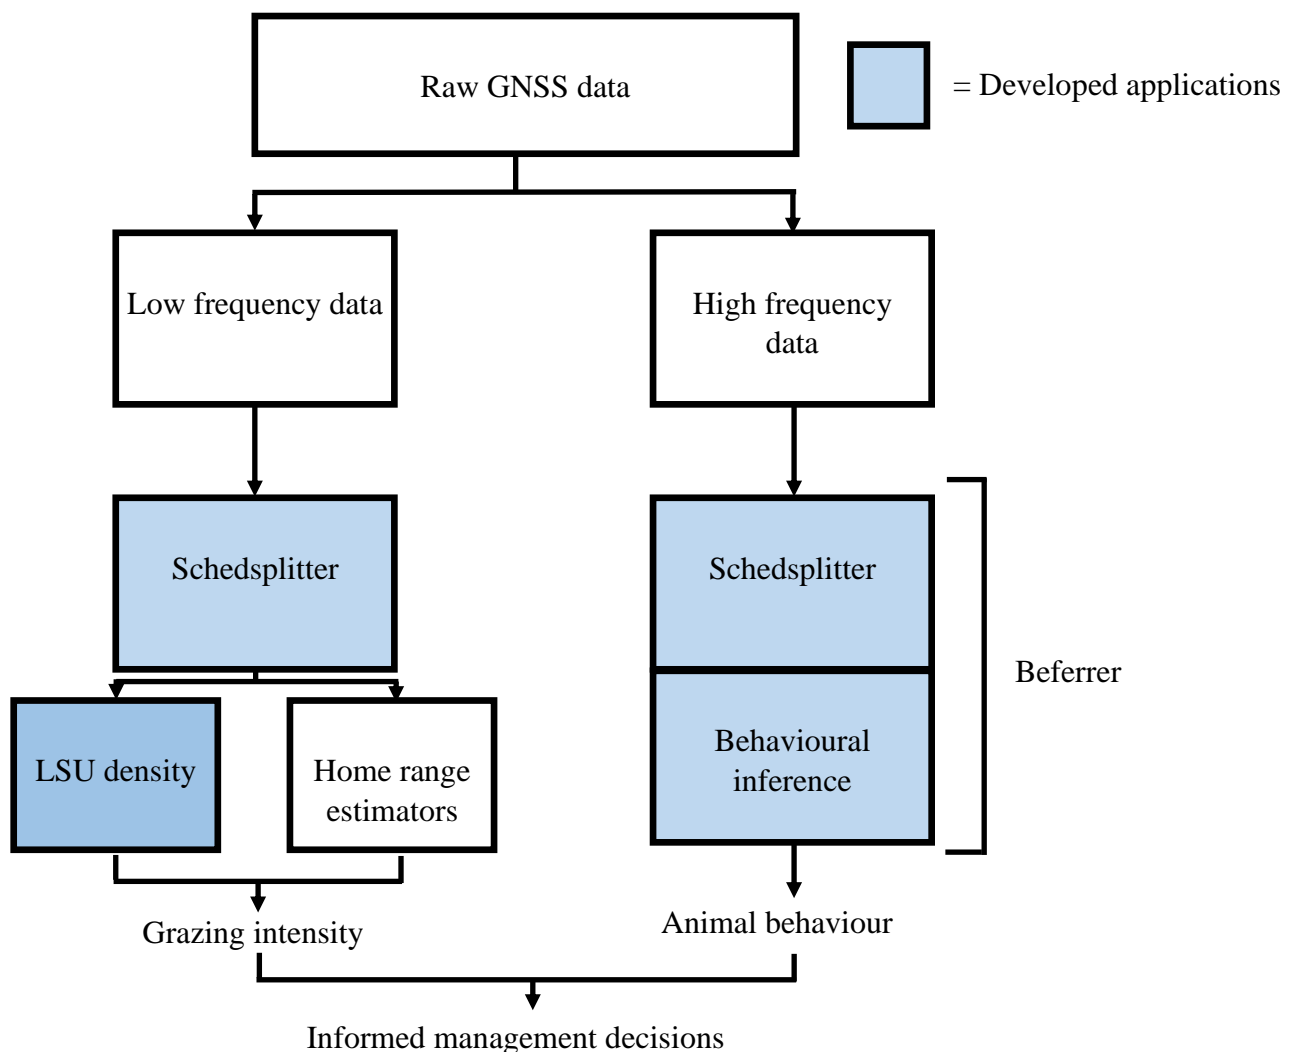 Raw GNSS data
= Developed applications
Low frequency data
High frequency
data
Schedsplitter
Schedsplitter
Beferrer
LSU density
Home range
estimators
Behavioural
inference
Grazing intensity
Animal behaviour
Informed management decisions